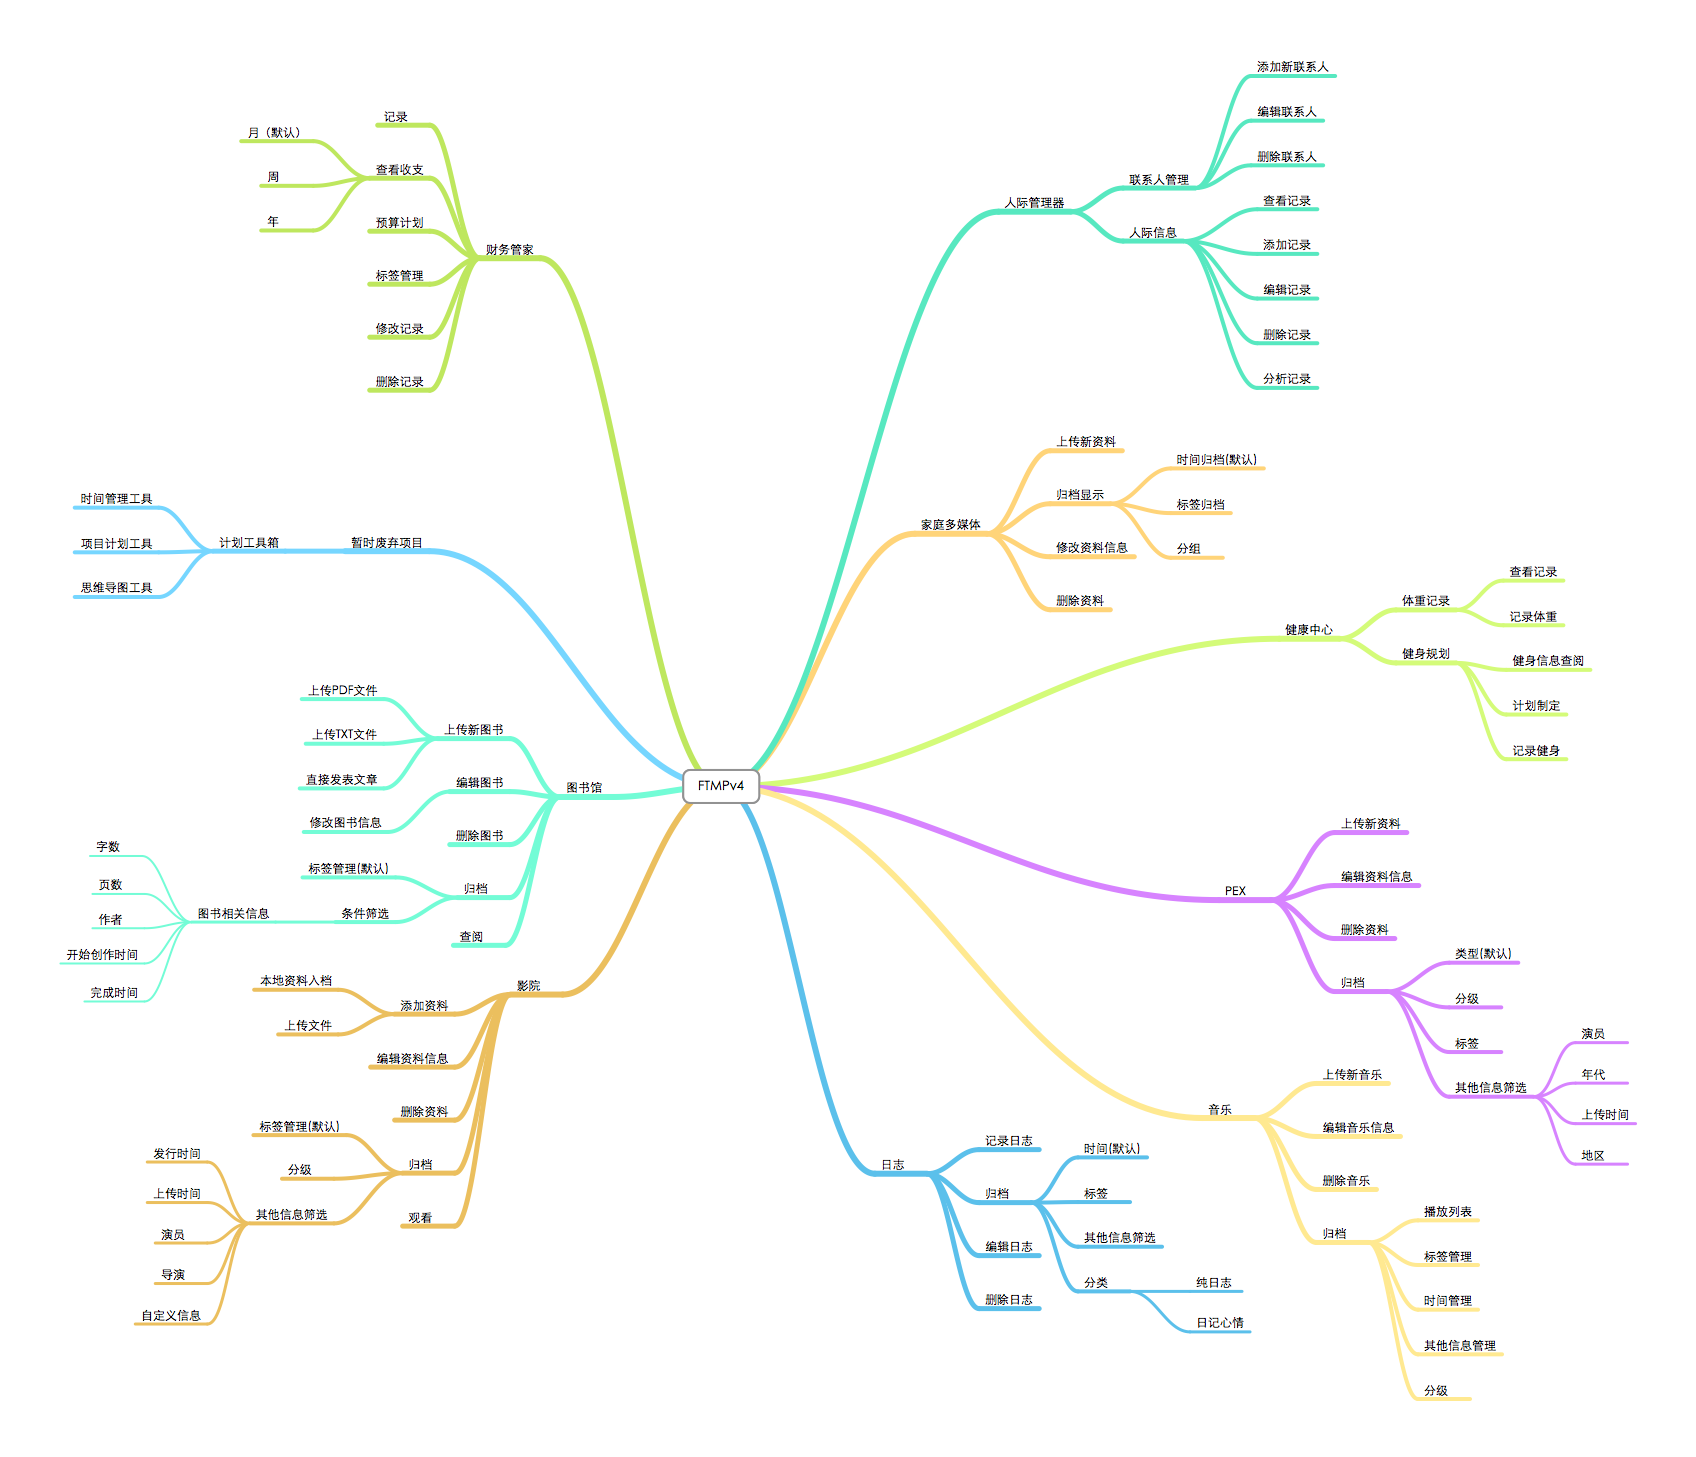 FTMPv4
人际管理器
联系人管理
添加新联系人
编辑联系人
删除联系人
人际信息
查看记录
添加记录
编辑记录
删除记录
分析记录
家庭多媒体
上传新资料
归档显示
时间归档(默认)
标签归档
分组
修改资料信息
删除资料
健康中心
体重记录
查看记录
记录体重
健身规划
健身信息查阅
计划制定
记录健身
PEX
上传新资料
编辑资料信息
删除资料
归档
类型(默认)
分级
标签
其他信息筛选
演员
年代
上传时间
地区
音乐
上传新音乐
编辑音乐信息
删除音乐
归档
播放列表
标签管理
时间管理
其他信息管理
分级
日志
记录日志
归档
时间(默认)
标签
其他信息筛选
分类
纯日志
日记心情
编辑日志
删除日志
财务管家
记录
查看收支
月（默认）
周
年
预算计划
标签管理
修改记录
删除记录
暂时废弃项目
计划工具箱
时间管理工具
项目计划工具
思维导图工具
图书馆
上传新图书
上传PDF文件
上传TXT文件
直接发表文章
编辑图书
修改图书信息
删除图书
归档
标签管理(默认)
条件筛选
图书相关信息
字数
页数
作者
开始创作时间
完成时间
查阅
影院
添加资料
本地资料入档
上传文件
编辑资料信息
删除资料
归档
标签管理(默认)
分级
其他信息筛选
发行时间
上传时间
演员
导演
自定义信息
观看